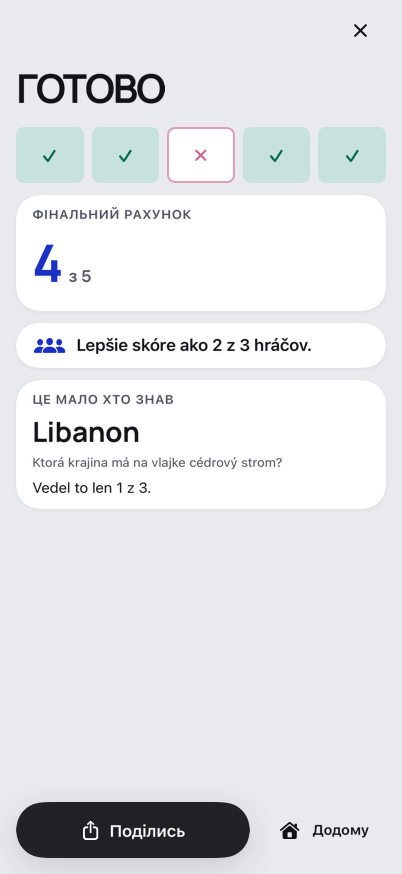 ГОТОВО
ФІНАЛЬНИЙ РАХУНОК
4 з 5
Lepšie skóre ako 2 z 3 hráčov.
ЦЕ МАЛО ХТО ЗНАВ
Libanon
Ktorá krajina má na vlajke cédrový strom?
Vedel to len 1 z 3.
Поділись
Додому